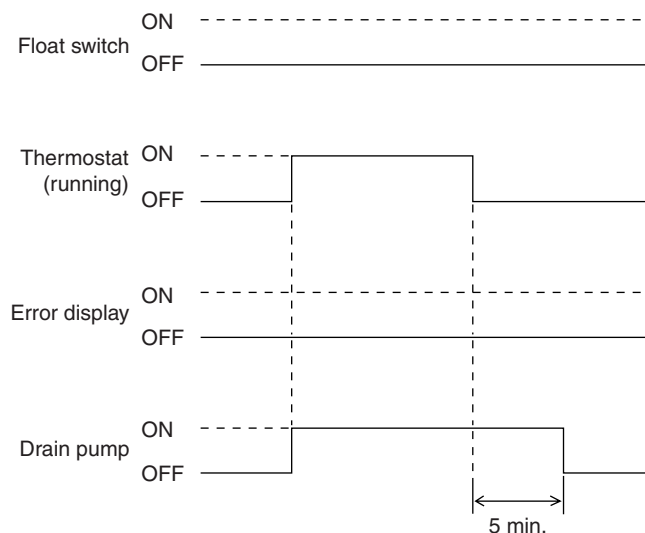 ON
Float switch
OFF
ON
Thermostat
(running)
OFF
ON
Error display
OFF
ON
Drain pump
OFF
5 min.